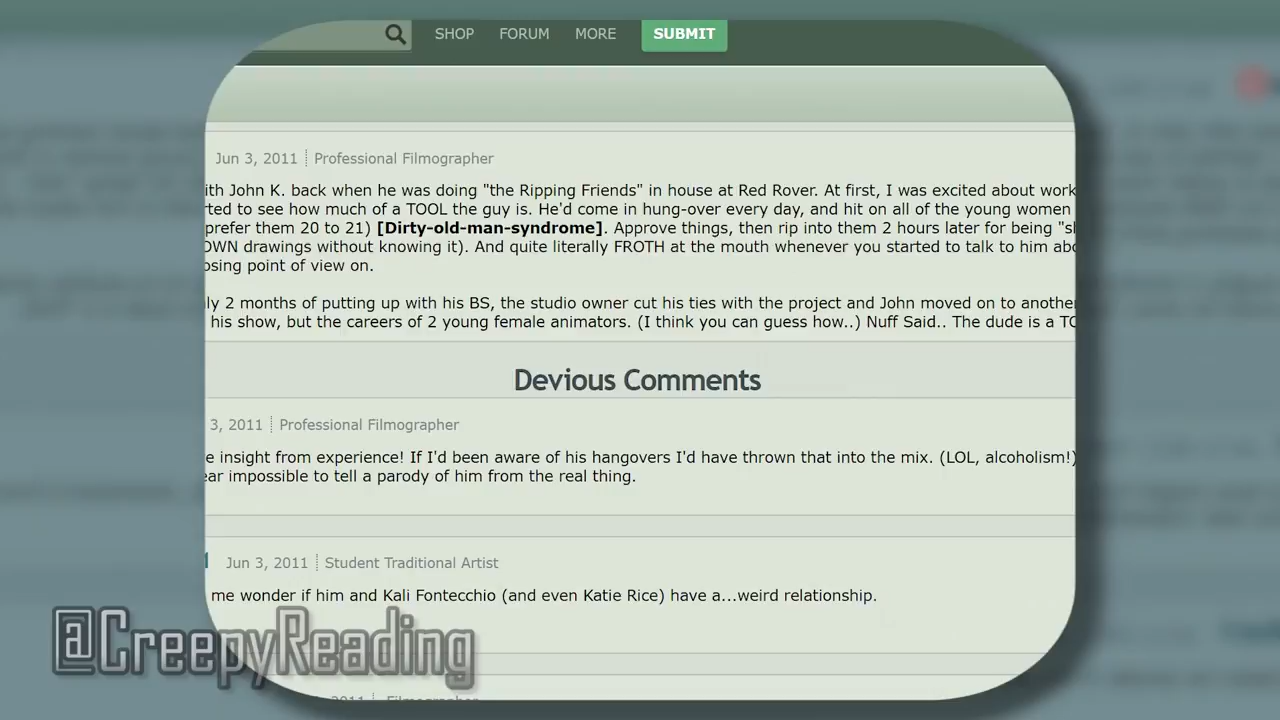 SHOP FORUM MORE SUBMIT
Jun 3, 2011 Professional Filmographer
ith John K. back when he was doing "the Ripping Friends" in house at Red Rover. At first, I was excited about work
rted to see how much of a TOOL the guy is. He'd come in hung-over every day, and hit on all of the young women
prefer them 20 to 21) [Dirty-old-man-syndrome]. Approve things, then rip into them 2 hours later for being "sl
OWN drawings without knowing it). And quite literally FROTH at the mouth whenever you started to talk to him abo
osing point of view on.
ly 2 months of putting up with his BS, the studio owner cut his ties with the project and John moved on to another
his show, but the careers of 2 young female animators. (I think you can guess how..) Nuff Said.. The dude is a TO
Devious Comments
3, 2011 Professional Filmographer
e insight from experience! If I'd been aware of his hangovers I'd have thrown that into the mix. (LOL, alcoholism!)
ear impossible to tell a parody of him from the real thing.
Jun 3, 2011 Student Traditional Artist
me wonder if him and Kali Fontecchio (and even Katie Rice) have a...weird relationship.
@CreepyReading
2011 Filmographer